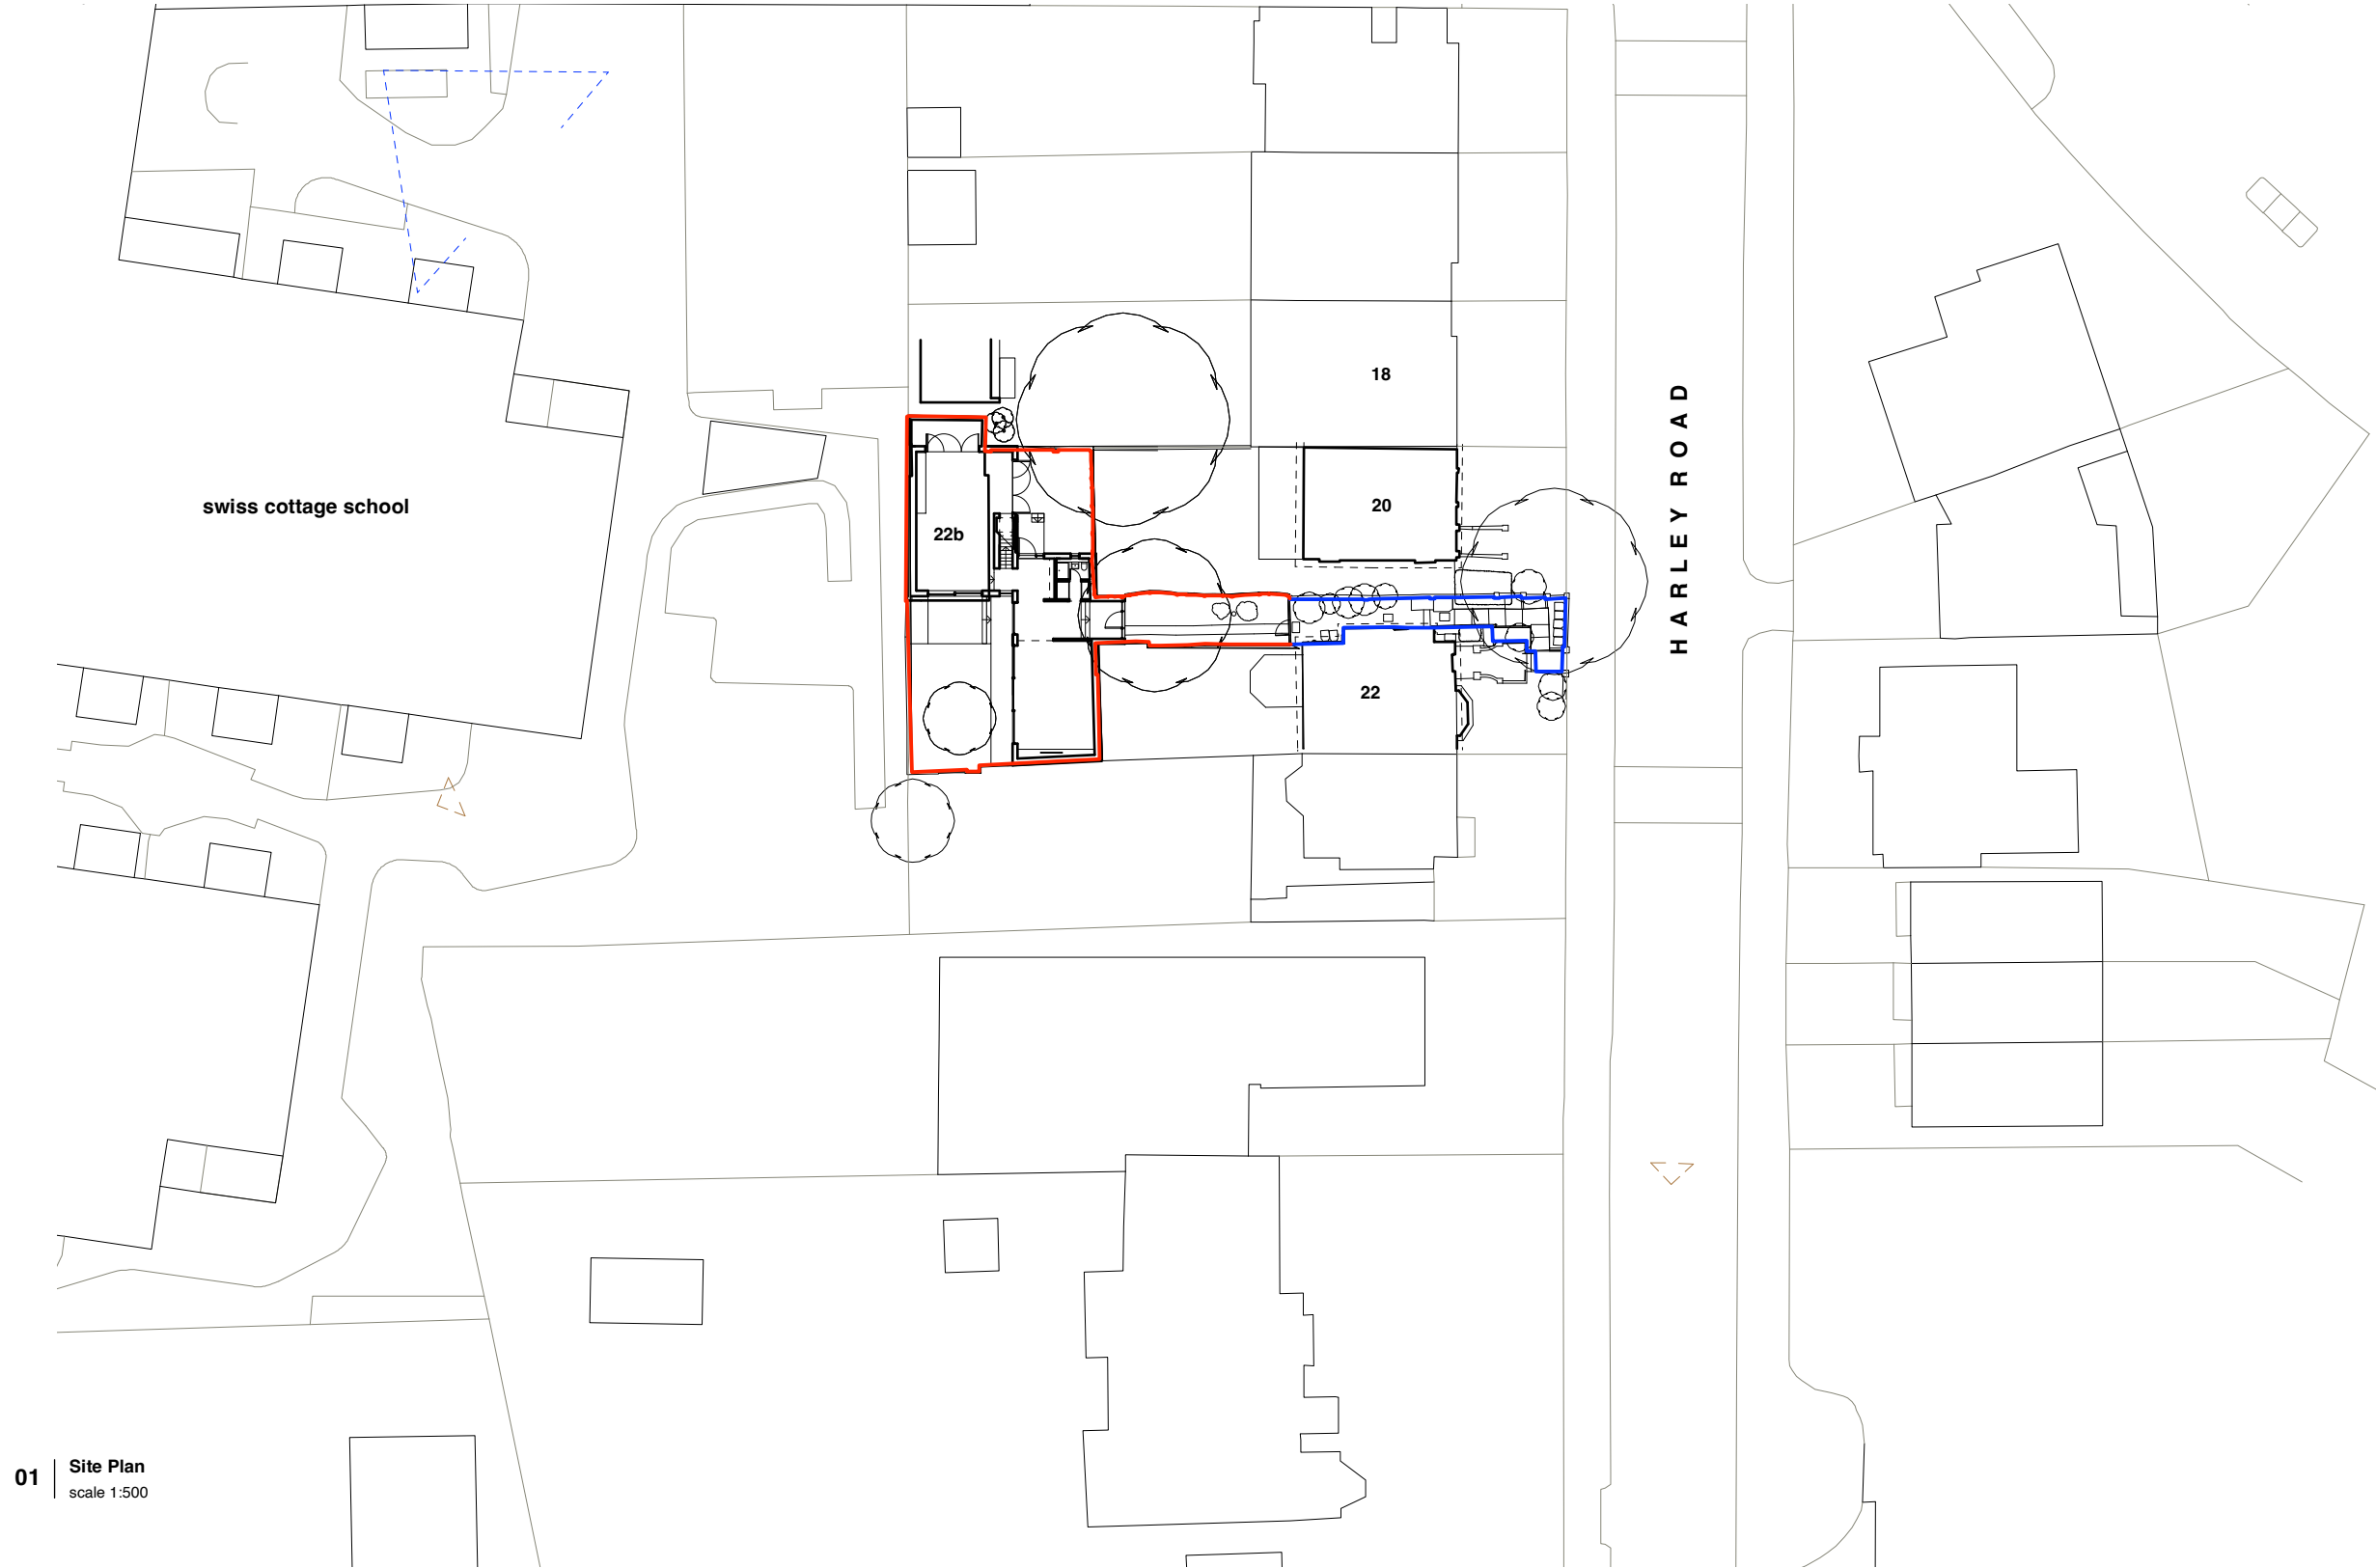 18
HARLEY ROAD
swiss cottage school
20
22b
22
01
Site Plan
scale 1:500